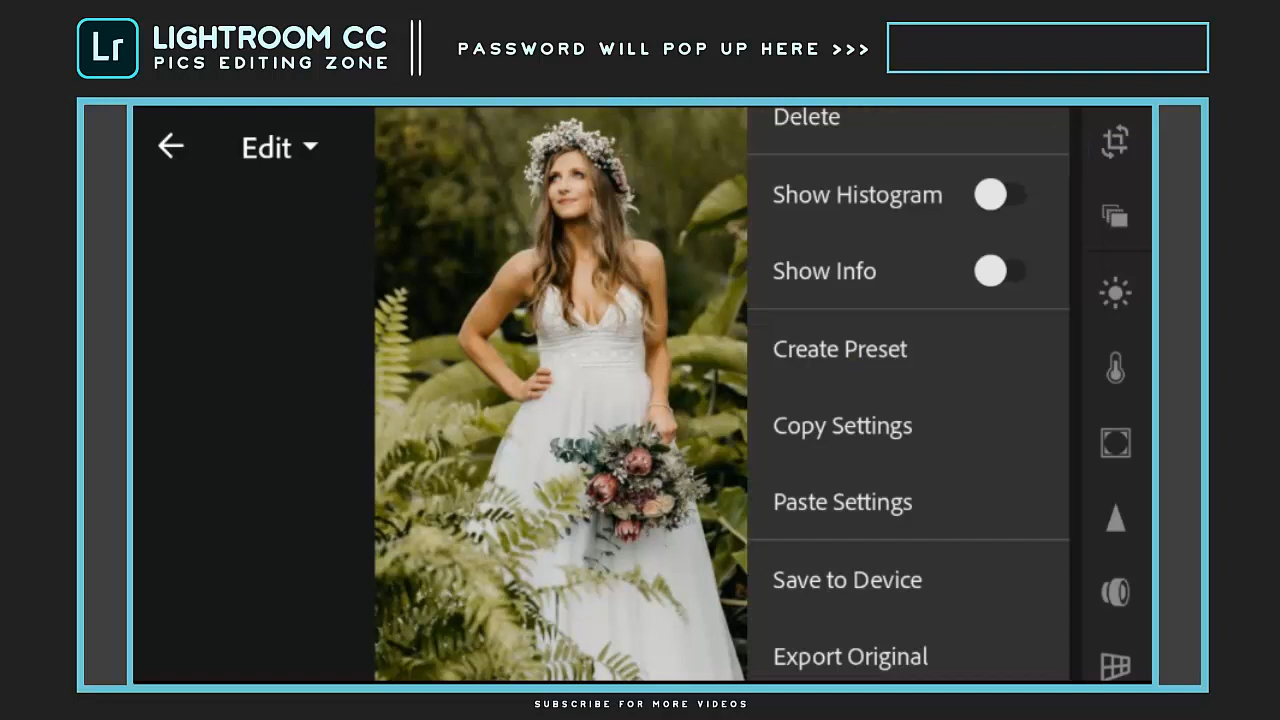 Lr
LIGHTROOM CC
PICS EDITING ZONE
PASSWORD WILL POP UP HERE >>>
Edit
Delete
Show Histogram
Show Info
Create Preset
Copy Settings
Paste Settings
Save to Device
Export Original
SUBSCRIBE FOR MORE VIDEOS